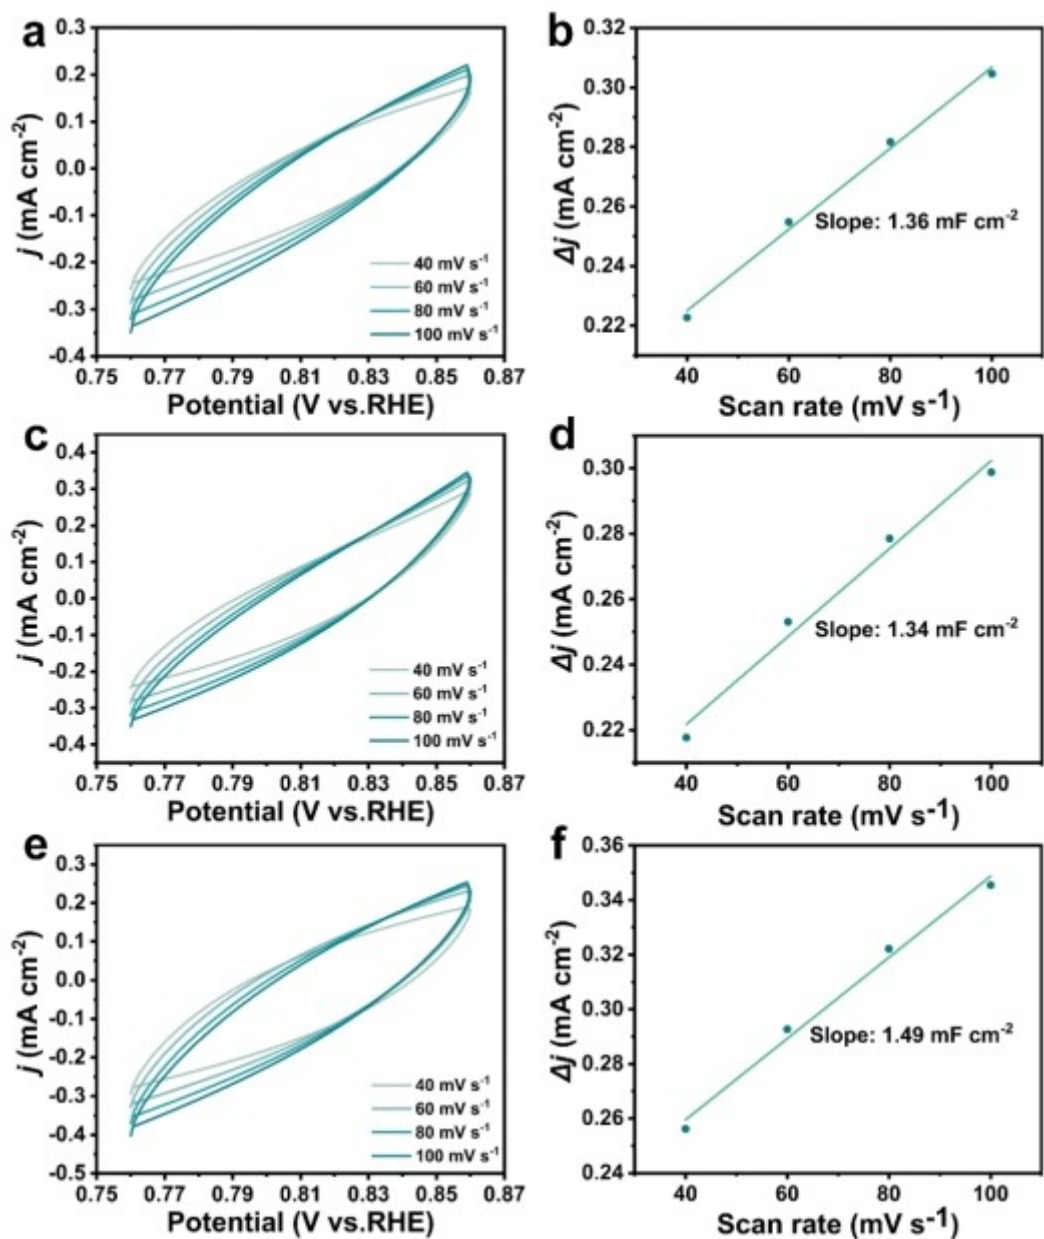 a
0.3
0.2
0.1
0.0
-0.1
-0.2
-0.3
-0.4
j (mA cm-2)
40 mV s-1
60 mV s-1
80 mV s-1
100 mV s-1
0.75 0.77 0.79 0.81 0.83 0.85 0.87
Potential (V vs.RHE)
b
0.32
0.30
0.28
0.26
0.24
0.22
Δj (mA cm-2)
Slope: 1.36 mF cm-2
40 60 80 100
Scan rate (mV s-1)
c
0.4
0.3
0.2
0.1
0.0
-0.1
-0.2
-0.3
-0.4
j (mA cm-2)
40 mV s-1
60 mV s-1
80 mV s-1
100 mV s-1
0.75 0.77 0.79 0.81 0.83 0.85 0.87
Potential (V vs.RHE)
d
0.30
0.28
0.26
0.24
0.22
Δj (mA cm-2)
Slope: 1.34 mF cm-2
40 60 80 100
Scan rate (mV s-1)
e
0.3
0.2
0.1
0.0
-0.1
-0.2
-0.3
-0.4
-0.5
j (mA cm-2)
40 mV s-1
60 mV s-1
80 mV s-1
100 mV s-1
0.75 0.77 0.79 0.81 0.83 0.85 0.87
Potential (V vs.RHE)
f
0.36
0.34
0.32
0.30
0.28
0.26
0.24
Δj (mA cm-2)
Slope: 1.49 mF cm-2
40 60 80 100
Scan rate (mV s-1)